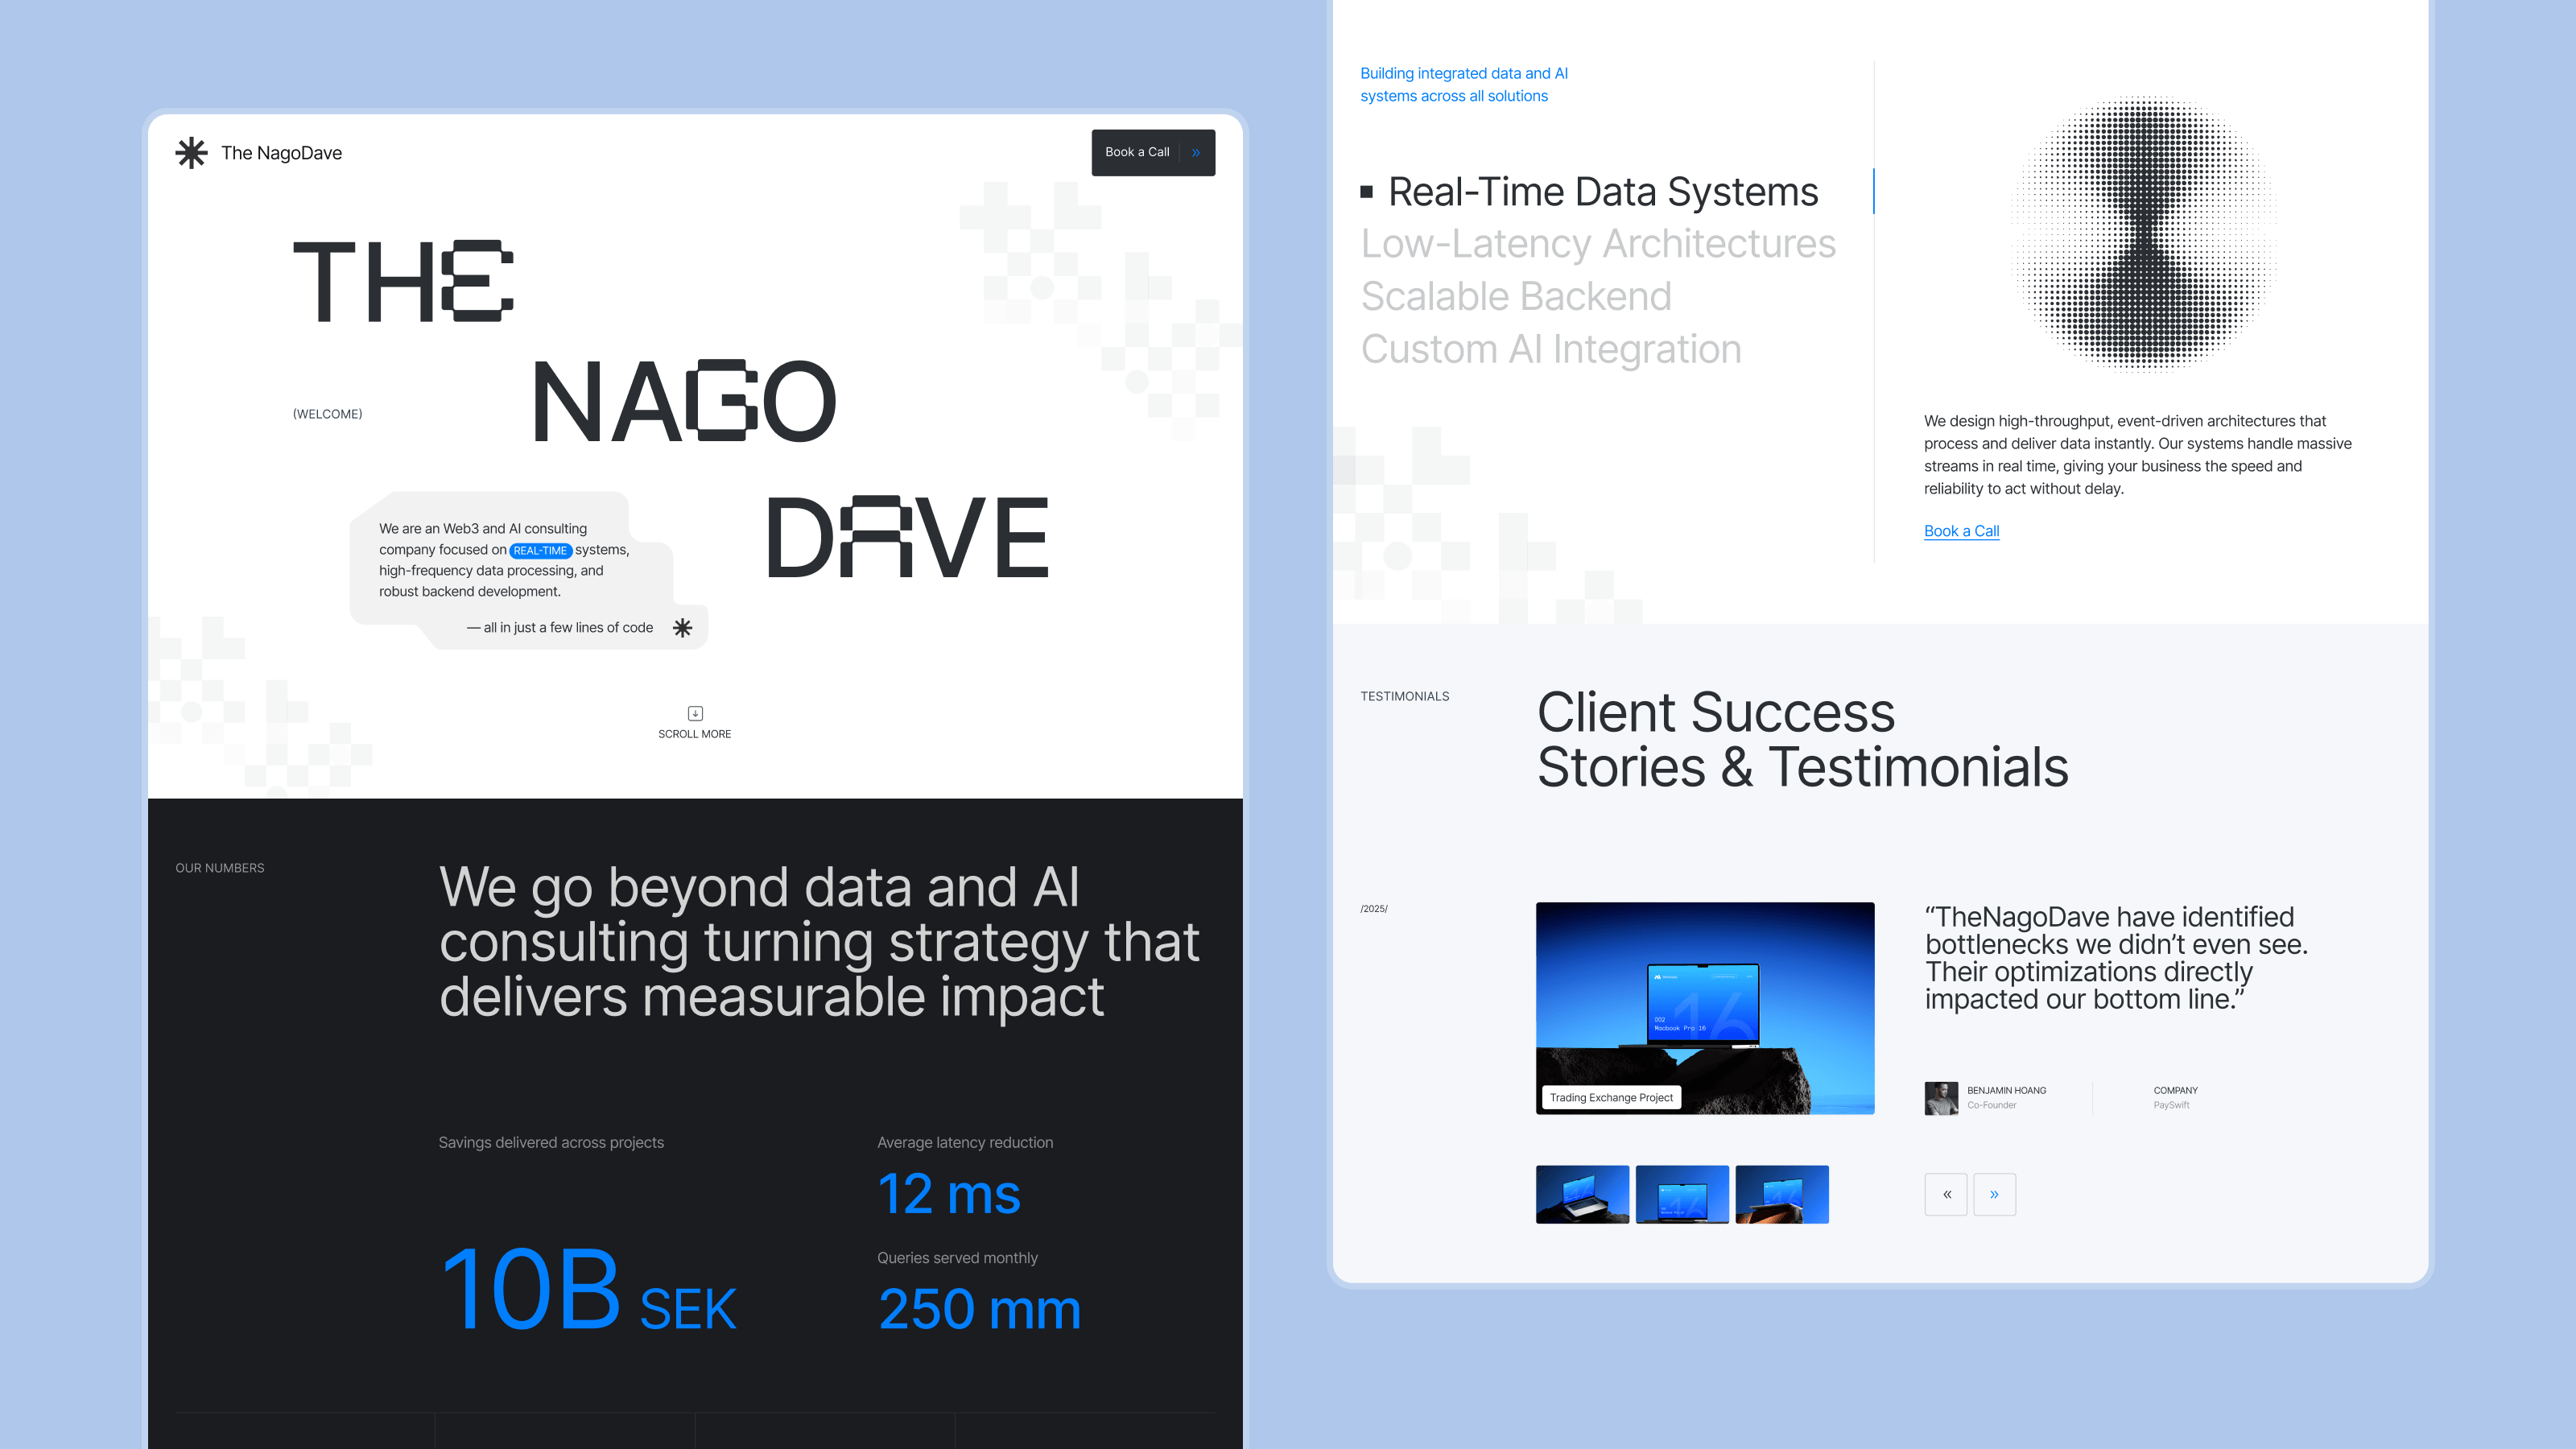 The NagoDave
Book a Call »
THE
NAGO
(WELCOME)
DAVE
We are an Web3 and AI consulting
company focused on REAL-TIME systems,
high-frequency data processing, and
robust backend development.
— all in just a few lines of code
SCROLL MORE
OUR NUMBERS
We go beyond data and AI
consulting turning strategy that
delivers measurable impact
Savings delivered across projects
10B SEK
Average latency reduction
12 ms
Queries served monthly
250 mm
Building integrated data and AI
systems across all solutions
Real-Time Data Systems
Low-Latency Architectures
Scalable Backend
Custom AI Integration
We design high-throughput, event-driven architectures that
process and deliver data instantly. Our systems handle massive
streams in real time, giving your business the speed and
reliability to act without delay.
Book a Call
TESTIMONIALS
Client Success
Stories & Testimonials
/2025/
16
002
Macbook Pro 16
Trading Exchange Project
“TheNagoDave have identified
bottlenecks we didn’t even see.
Their optimizations directly
impacted our bottom line.”
BENJAMIN HOANG
Co-Founder
COMPANY
PaySwift
« »